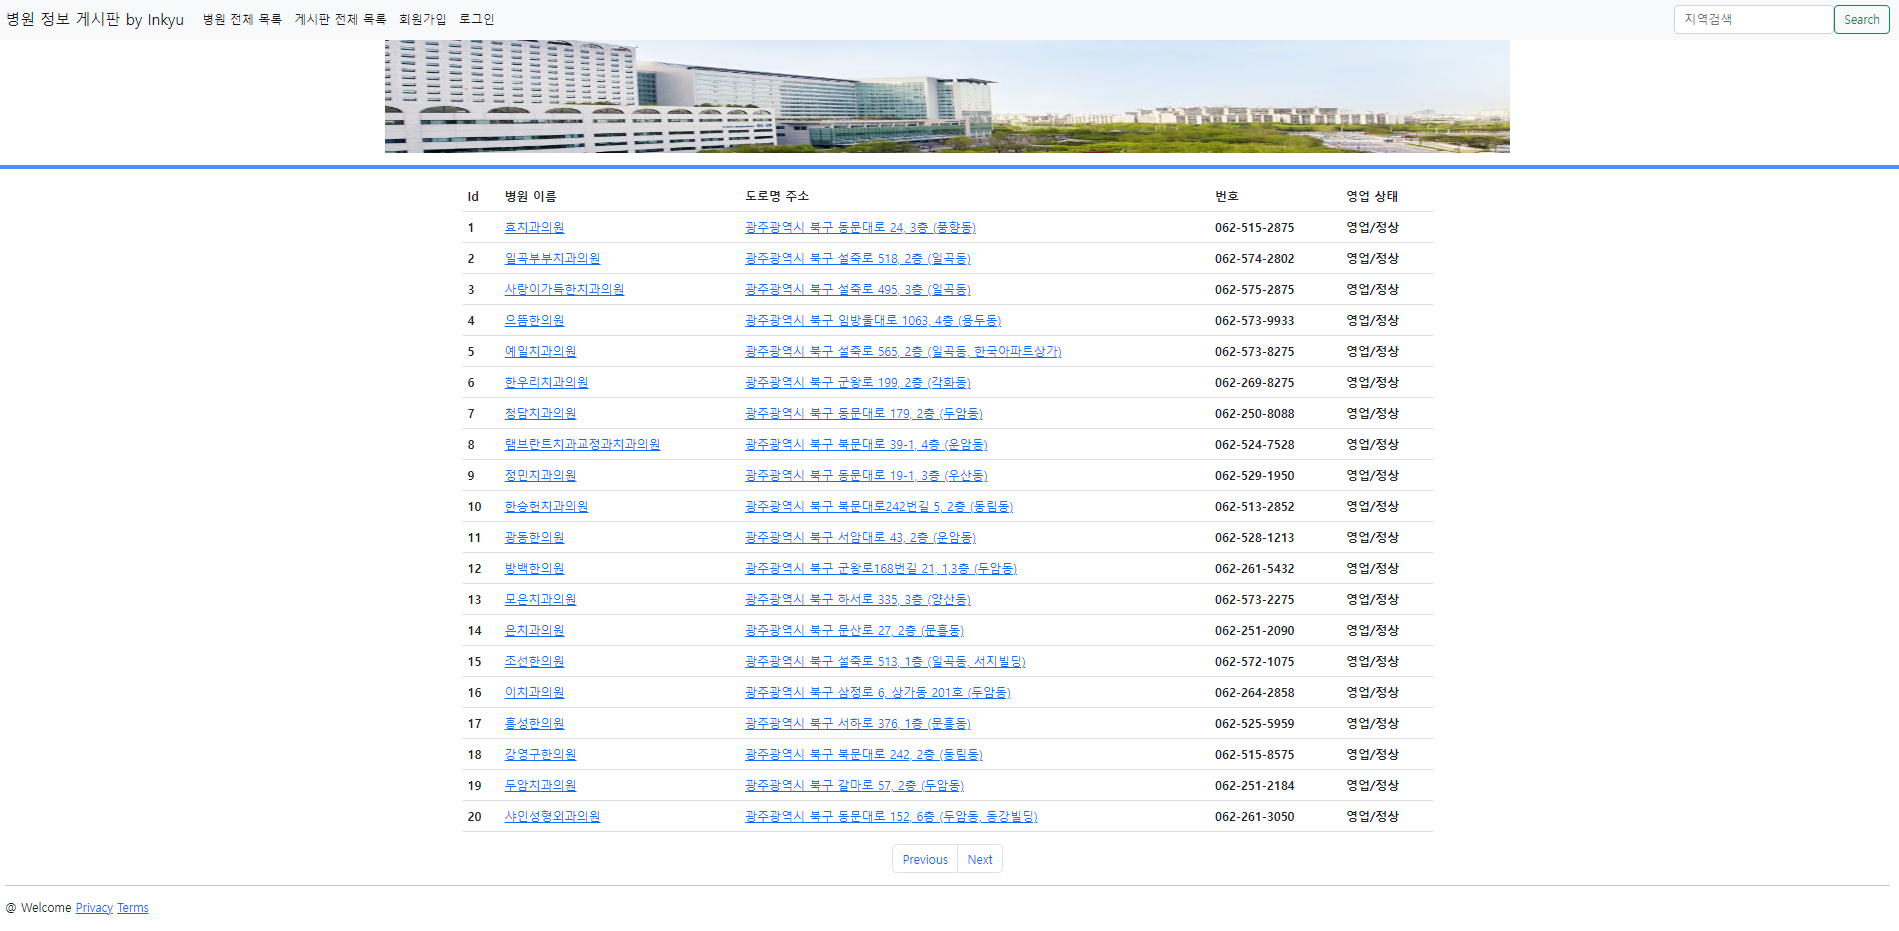 병원 정보 게시판 by Inkyu 병원 전체 목록 게시판 전체 목록 회원가입 로그인 지역검색 Search
Id 병원 이름 도로명 주소 번호 영업 상태
1 효치과의원 광주광역시 북구 동문대로 24, 3층 (풍향동) 062-515-2875 영업/정상
2 일곡부부치과의원 광주광역시 북구 설죽로 518, 2층 (일곡동) 062-574-2802 영업/정상
3 사랑이가득한치과의원 광주광역시 북구 설죽로 495, 3층 (일곡동) 062-575-2875 영업/정상
4 으뜸한의원 광주광역시 북구 임방울대로 1063, 4층 (용두동) 062-573-9933 영업/정상
5 예일치과의원 광주광역시 북구 설죽로 565, 2층 (일곡동, 한국아파트상가) 062-573-8275 영업/정상
6 한우리치과의원 광주광역시 북구 군왕로 199, 2층 (각화동) 062-269-8275 영업/정상
7 청담치과의원 광주광역시 북구 동문대로 179, 2층 (두암동) 062-250-8088 영업/정상
8 램브란트치과교정과치과의원 광주광역시 북구 북문대로 39-1, 4층 (운암동) 062-524-7528 영업/정상
9 정민치과의원 광주광역시 북구 동문대로 19-1, 3층 (우산동) 062-529-1950 영업/정상
10 한송헌치과의원 광주광역시 북구 북문대로242번길 5, 2층 (동림동) 062-513-2852 영업/정상
11 광동한의원 광주광역시 북구 서암대로 43, 2층 (운암동) 062-528-1213 영업/정상
12 방백한의원 광주광역시 북구 군왕로168번길 21, 1,3층 (두암동) 062-261-5432 영업/정상
13 모은치과의원 광주광역시 북구 하서로 335, 3층 (양산동) 062-573-2275 영업/정상
14 은치과의원 광주광역시 북구 문산로 27, 2층 (문흥동) 062-251-2090 영업/정상
15 조선한의원 광주광역시 북구 설죽로 513, 1층 (일곡동, 서지빌딩) 062-572-1075 영업/정상
16 이치과의원 광주광역시 북구 삼정로 6, 상가동 201호 (두암동) 062-264-2858 영업/정상
17 홍성한의원 광주광역시 북구 서하로 376, 1층 (문흥동) 062-525-5959 영업/정상
18 강영구한의원 광주광역시 북구 북문대로 242, 2층 (동림동) 062-515-8575 영업/정상
19 두암치과의원 광주광역시 북구 갈마로 57, 2층 (두암동) 062-251-2184 영업/정상
20 샤인성형외과의원 광주광역시 북구 동문대로 152, 6층 (두암동, 동강빌딩) 062-261-3050 영업/정상
Previous Next
@ Welcome Privacy Terms